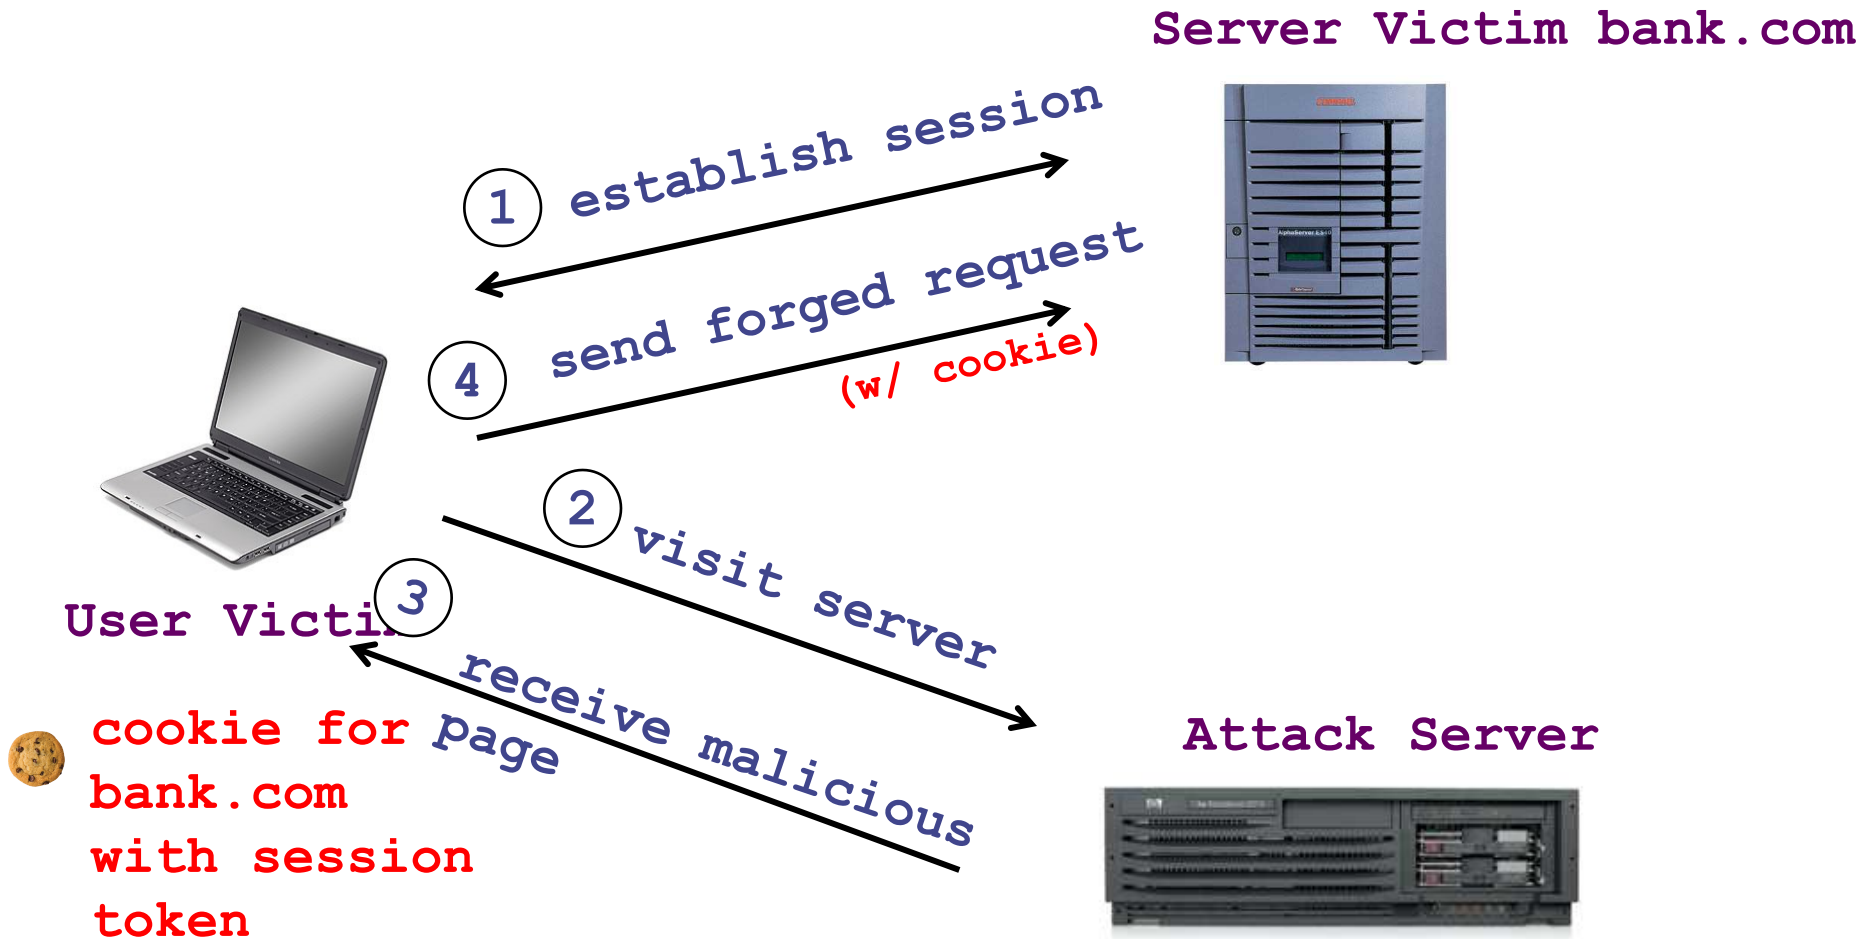 Server Victim bank.com
1 establish session
4 send forged request
(w/ cookie)
2 visit server
3
User Victim
receive malicious
page
cookie for
bank.com
with session
token
Attack Server